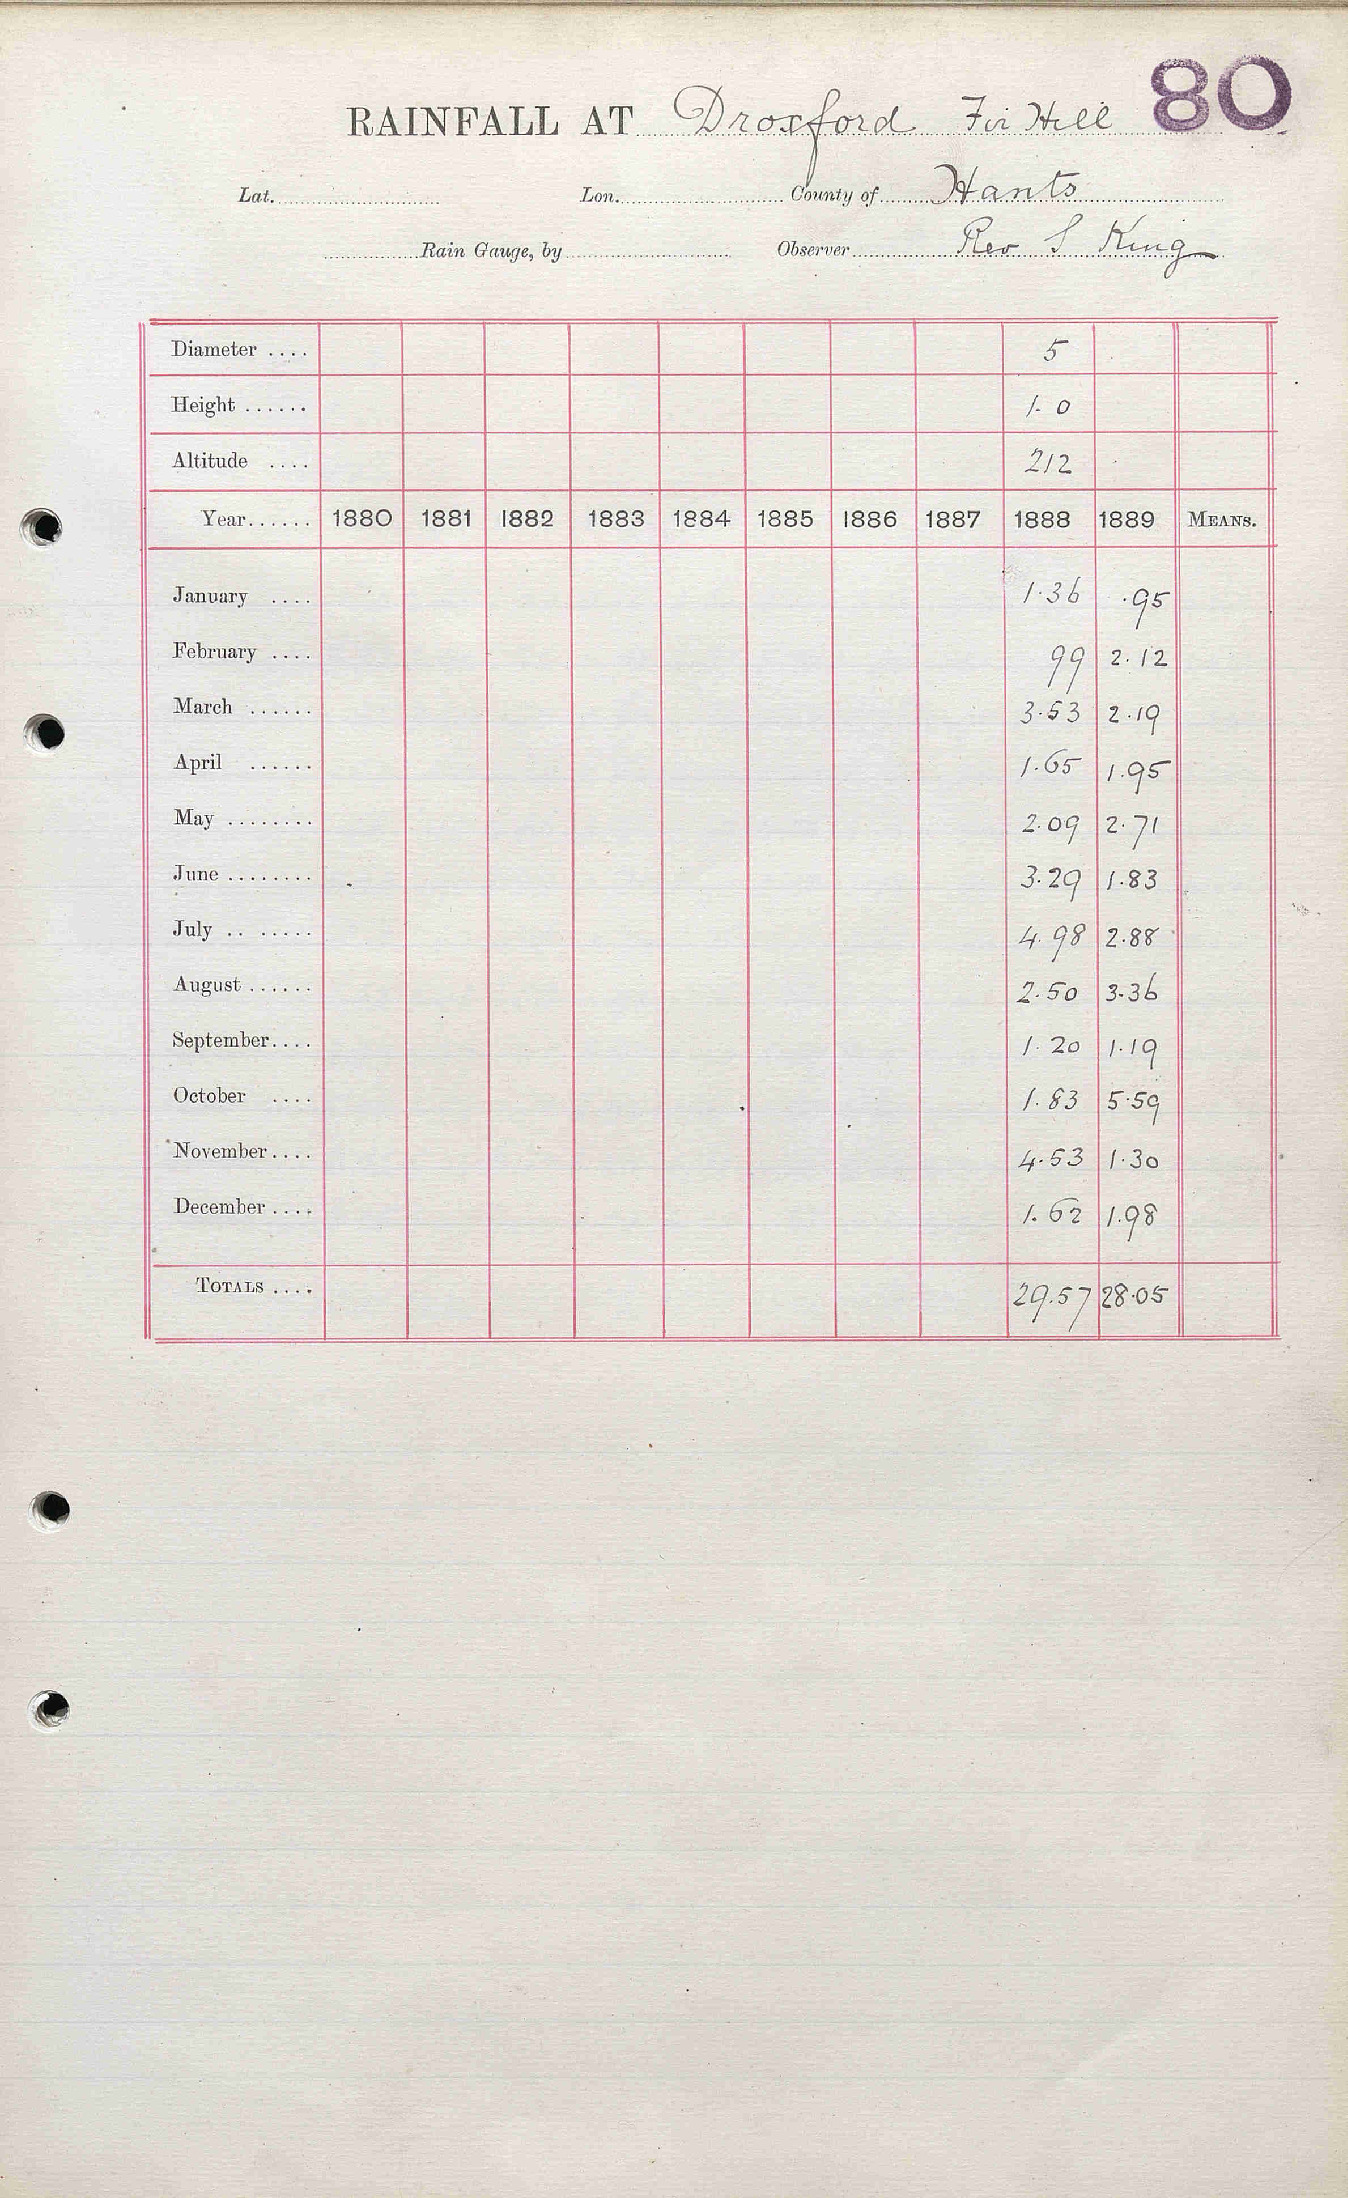 80
RAINFALL AT Droxford Fir Hill
Lat. Lon. County of Hants
Rain Gauge, by Observer Rev S King
Diameter .... 5
Height ...... 1.0
Altitude .... 212
Year...... 1880 1881 1882 1883 1884 1885 1886 1887 1888 1889 MEANS.
January .... 1.36 .95
February .... 99 2.12
March ...... 3.53 2.19
April ...... 1.65 1.95
May ........ 2.09 2.71
June ........ 3.29 1.83
July .. ..... 4.98 2.88
August ...... 2.50 3.36
September.... 1.20 1.19
October .... 1.83 5.59
November .... 4.53 1.30
December .... 1.62 1.98
TOTALS .... 29.57 28.05